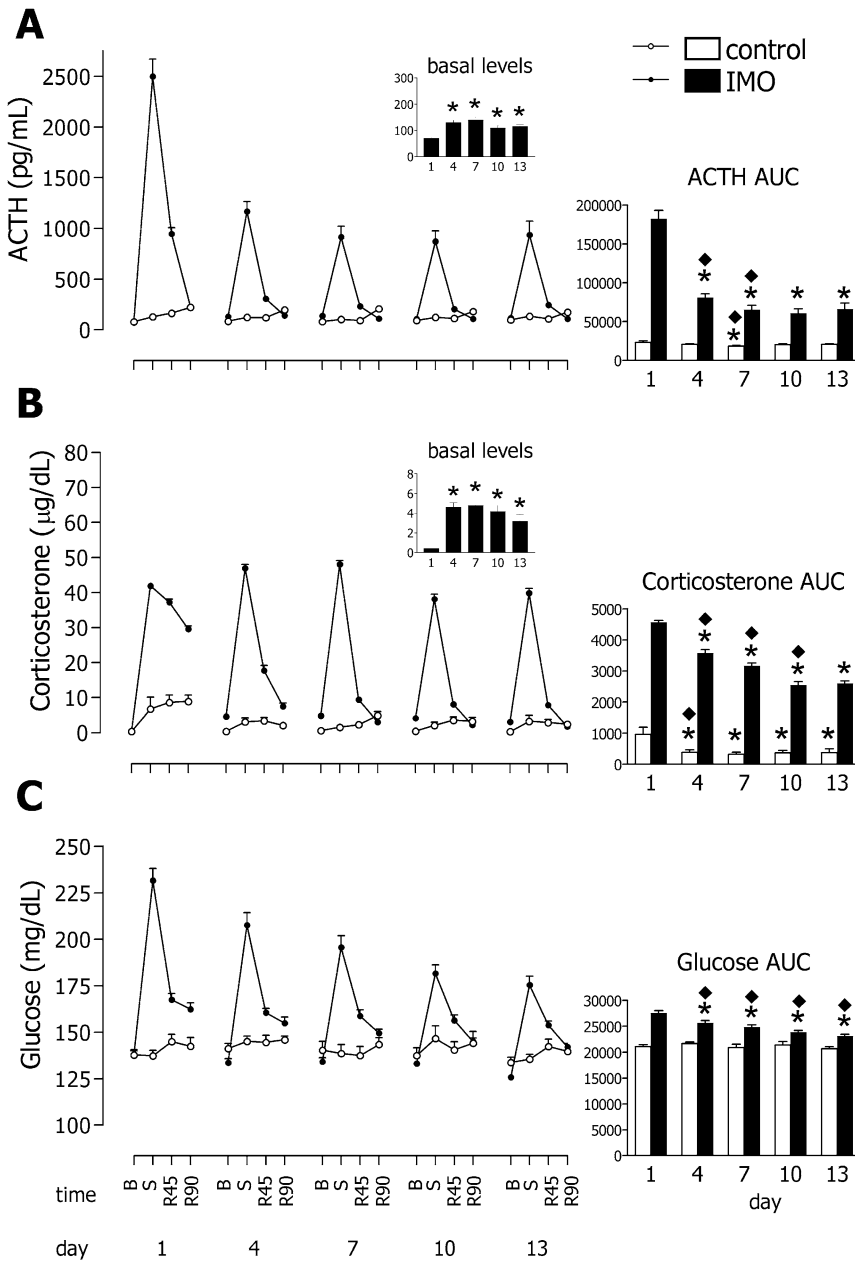 A
control
IMO
ACTH (pg/mL)
2500
2000
1500
1000
500
0
basal levels
300
200
100
0
* * * *
1 4 7 10 13
ACTH AUC
200000
150000
100000
50000
0
◆ ◆
* * * *
◆
*
1 4 7 10 13
B
Corticosterone (µg/dL)
80
70
60
50
40
30
20
10
0
basal levels
8
6
4
2
0
* * * *
1 4 7 10 13
Corticosterone AUC
5000
4000
3000
2000
1000
0
◆ ◆ ◆
* * * *
◆
* * * *
1 4 7 10 13
C
Glucose (mg/dL)
250
225
200
175
150
125
100
Glucose AUC
30000
25000
20000
15000
10000
5000
0
◆ ◆ ◆ ◆
* * * *
1 4 7 10 13
day
time B S R45 R90 B S R45 R90 B S R45 R90 B S R45 R90 B S R45 R90
day 1 4 7 10 13